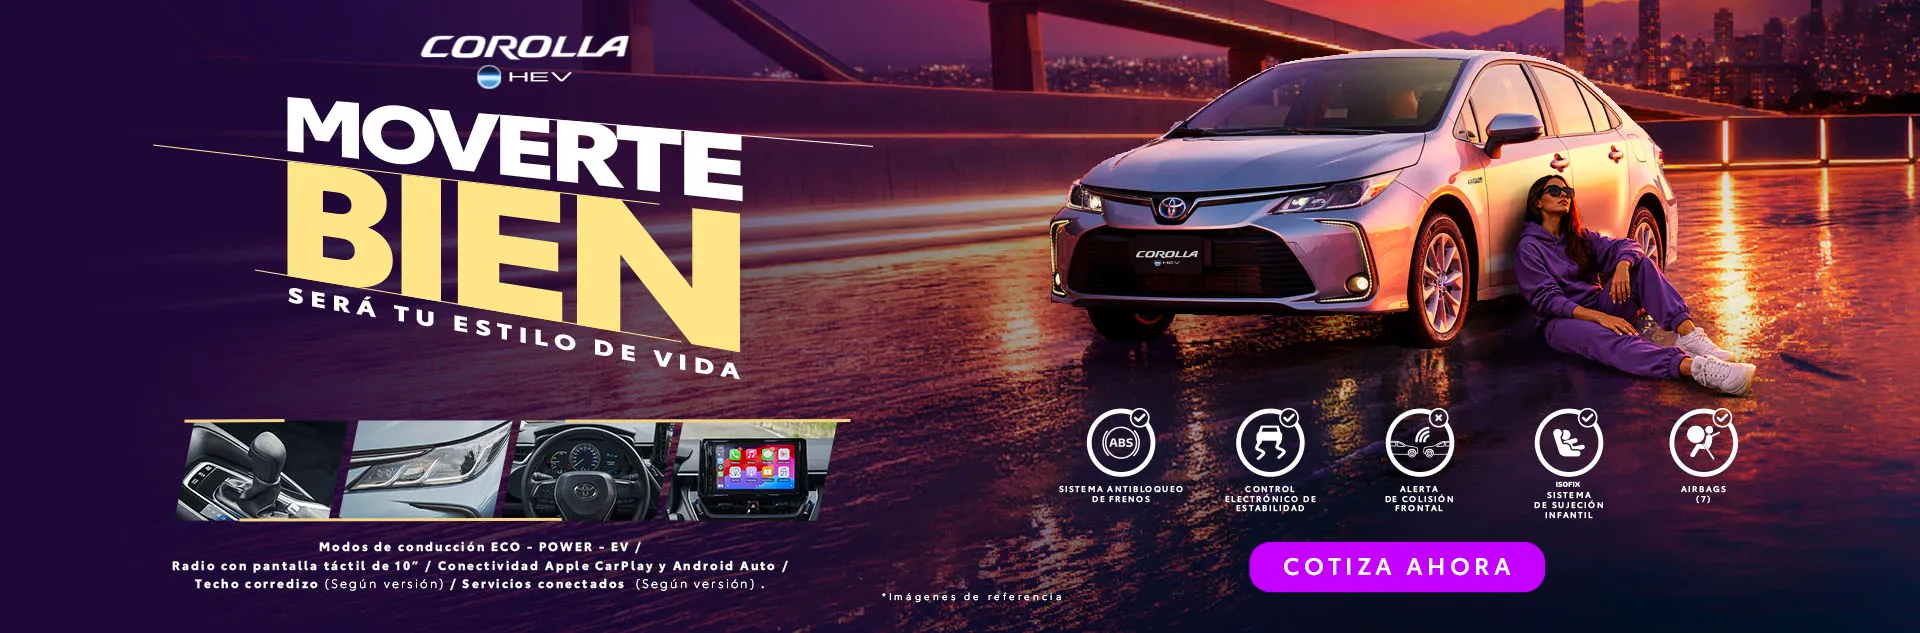 COROLLA
HEV
MOVERTE
BIEN
SERÁ TU ESTILO DE VIDA
Modos de conducción ECO - POWER - EV /
Radio con pantalla táctil de 10” / Conectividad Apple CarPlay y Android Auto /
Techo corredizo (Según versión) / Servicios conectados (Según versión) .
*Imágenes de referencia
COROLLA
HEV
ABS
SISTEMA ANTIBLOQUEO
DE FRENOS
CONTROL
ELECTRÓNICO DE
ESTABILIDAD
ALERTA
DE COLISIÓN
FRONTAL
ISOFIX
SISTEMA
DE SUJECIÓN
INFANTIL
AIRBAGS
(7)
COTIZA AHORA